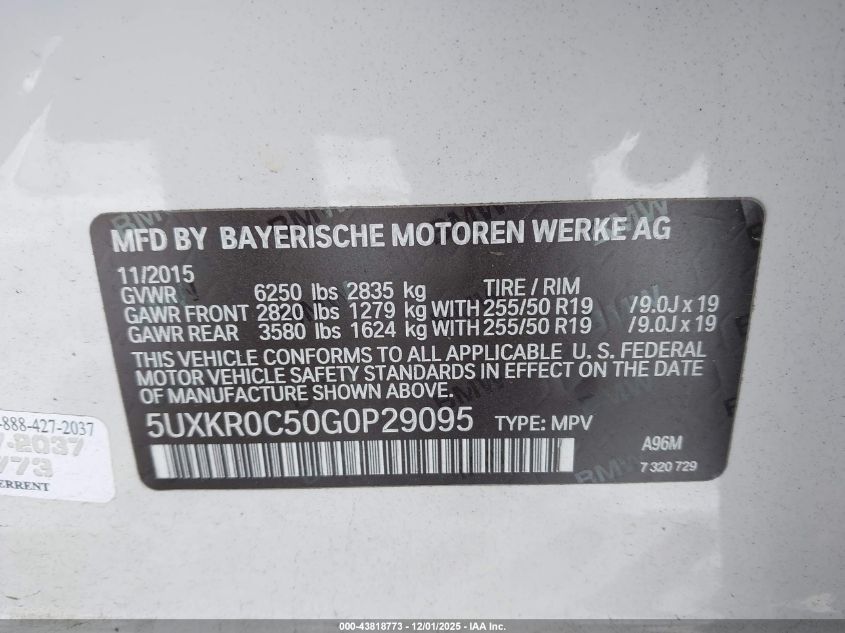 MFD BY BAYERISCHE MOTOREN WERKE AG
11/2015
GVWR 6250 lbs 2835 kg TIRE / RIM
GAWR FRONT 2820 lbs 1279 kg WITH 255/50 R19 /9.0J x 19
GAWR REAR 3580 lbs 1624 kg WITH 255/50 R19 /9.0J x 19
THIS VEHICLE CONFORMS TO ALL APPLICABLE U. S. FEDERAL
MOTOR VEHICLE SAFETY STANDARDS IN EFFECT ON THE DATE
OF MANUFACTURE SHOWN ABOVE.
5UXKR0C50G0P29095 TYPE: MPV
A96M
7 320 729
-888-427-2037
-2037
773
ERRENT
000-43818773 - 12/01/2025 - IAA Inc.